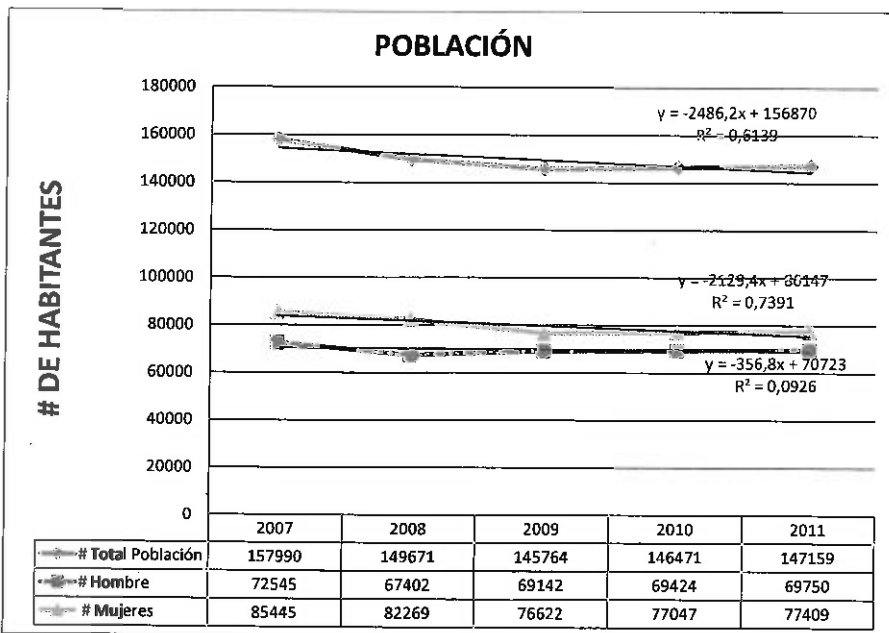 POBLACIÓN
# DE HABITANTES
180000
160000
140000
120000
100000
80000
60000
40000
20000
0
y = -2486,2x + 156870
R² = 0,6139
y = -2129,4x + 86147
R² = 0,7391
y = -356,8x + 70723
R² = 0,0926
2007 2008 2009 2010 2011
# Total Población 157990 149671 145764 146471 147159
# Hombre 72545 67402 69142 69424 69750
# Mujeres 85445 82269 76622 77047 77409